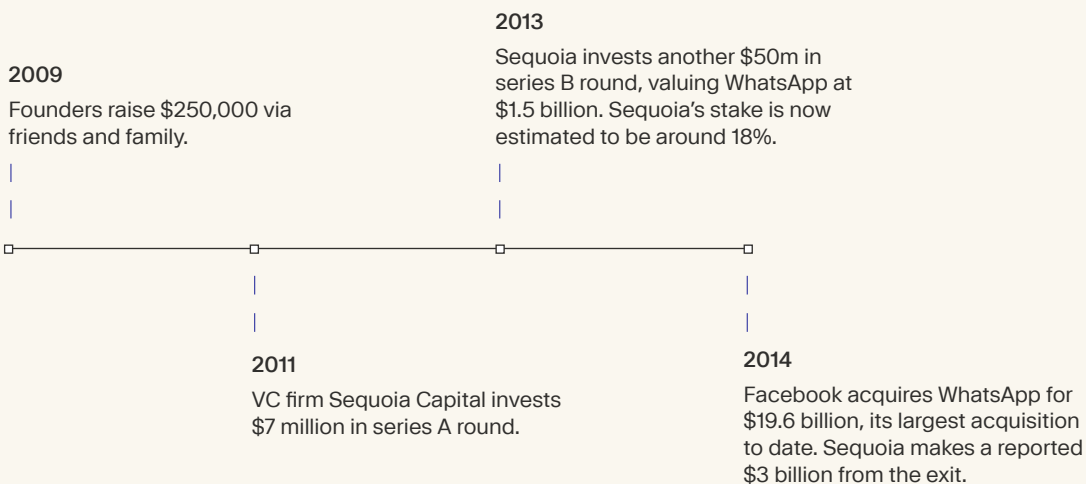 2009
Founders raise $250,000 via
friends and family.
2011
VC firm Sequoia Capital invests
$7 million in series A round.
2013
Sequoia invests another $50m in
series B round, valuing WhatsApp at
$1.5 billion. Sequoia’s stake is now
estimated to be around 18%.
2014
Facebook acquires WhatsApp for
$19.6 billion, its largest acquisition
to date. Sequoia makes a reported
$3 billion from the exit.